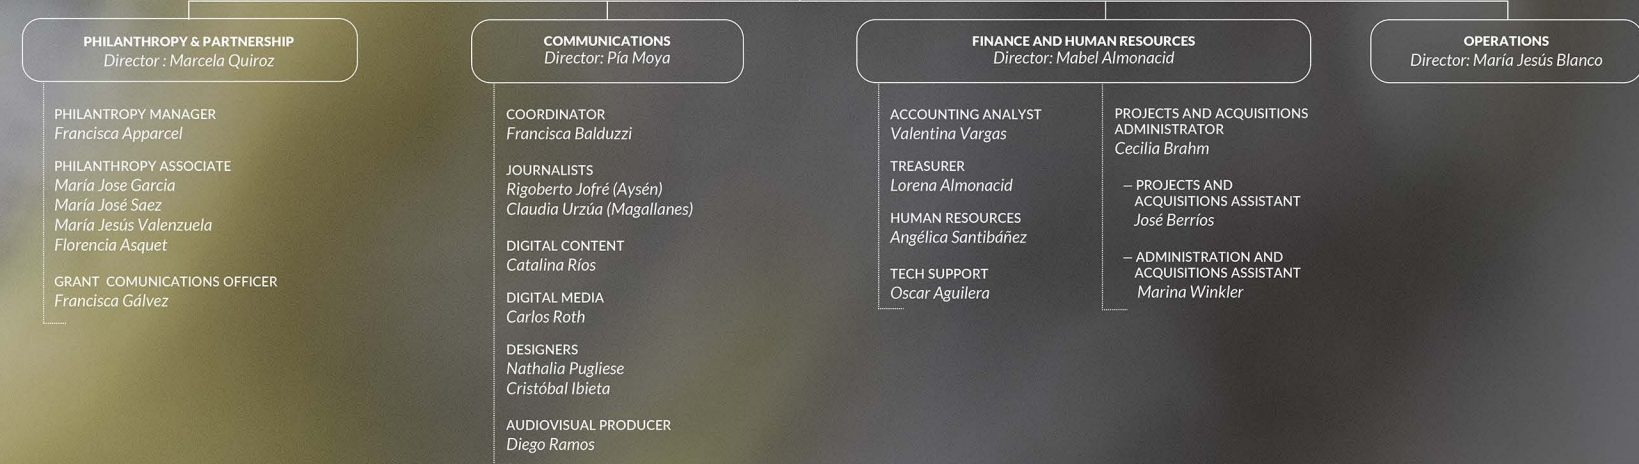 PHILANTHROPY & PARTNERSHIP
Director : Marcela Quiroz
PHILANTROPY MANAGER
Francisca Apparcel
PHILANTHROPY ASSOCIATE
María Jose Garcia
María José Saez
María Jesús Valenzuela
Florencia Asquet
GRANT COMUNICATIONS OFFICER
Francisca Gálvez
COMMUNICATIONS
Director: Pía Moya
COORDINATOR
Francisca Balduzzi
JOURNALISTS
Rigoberto Jofré (Aysén)
Claudia Urzúa (Magallanes)
DIGITAL CONTENT
Catalina Ríos
DIGITAL MEDIA
Carlos Roth
DESIGNERS
Nathalia Pugliese
Cristóbal Ibieta
AUDIOVISUAL PRODUCER
Diego Ramos
FINANCE AND HUMAN RESOURCES
Director: Mabel Almonacid
ACCOUNTING ANALYST
Valentina Vargas
TREASURER
Lorena Almonacid
HUMAN RESOURCES
Angélica Santibáñez
TECH SUPPORT
Oscar Aguilera
PROJECTS AND ACQUISITIONS
ADMINISTRATOR
Cecilia Brahm
– PROJECTS AND
ACQUISITIONS ASSISTANT
José Berríos
– ADMINISTRATION AND
ACQUISITIONS ASSISTANT
Marina Winkler
OPERATIONS
Director: María Jesús Blanco